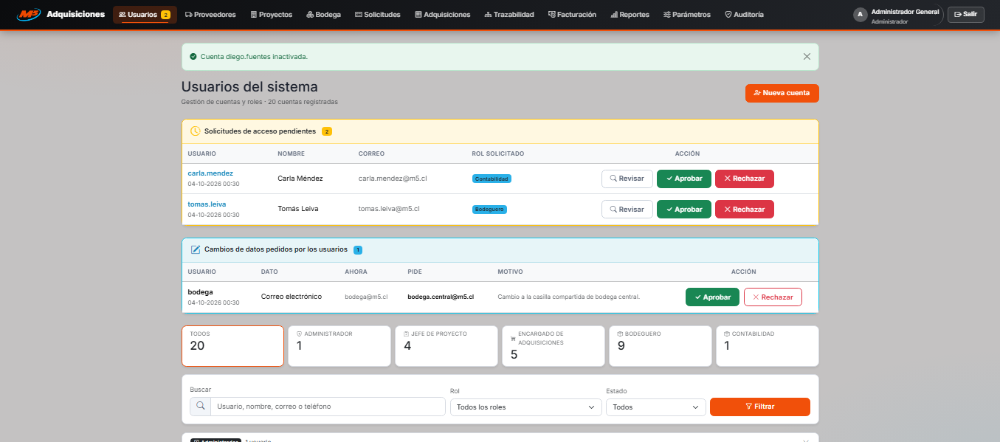 M5 Adquisiciones Usuarios 2 Proveedores Proyectos Bodega Solicitudes Adquisiciones Trazabilidad Facturación Reportes Parámetros Auditoría A Administrador General Salir
Administrador
Cuenta diego.fuentes inactivada.
Usuarios del sistema
Gestión de cuentas y roles · 20 cuentas registradas
Nueva cuenta
Solicitudes de acceso pendientes 2
USUARIO NOMBRE CORREO ROL SOLICITADO ACCIÓN
carla.mendez
04-10-2026 00:30
Carla Méndez carla.mendez@m5.cl Contabilidad Revisar Aprobar Rechazar
tomas.leiva
04-10-2026 00:30
Tomás Leiva tomas.leiva@m5.cl Bodeguero Revisar Aprobar Rechazar
Cambios de datos pedidos por los usuarios 1
USUARIO DATO AHORA PIDE MOTIVO ACCIÓN
bodega
04-10-2026 00:30
Correo electrónico bodega@m5.cl bodega.central@m5.cl Cambio a la casilla compartida de bodega central. Aprobar Rechazar
TODOS
20
ADMINISTRADOR
1
JEFE DE PROYECTO
4
ENCARGADO DE
ADQUISICIONES
5
BODEGUERO
9
CONTABILIDAD
1
Buscar
Usuario, nombre, correo o teléfono
Rol
Todos los roles
Estado
Todos
Filtrar
Administrador 1 usuario